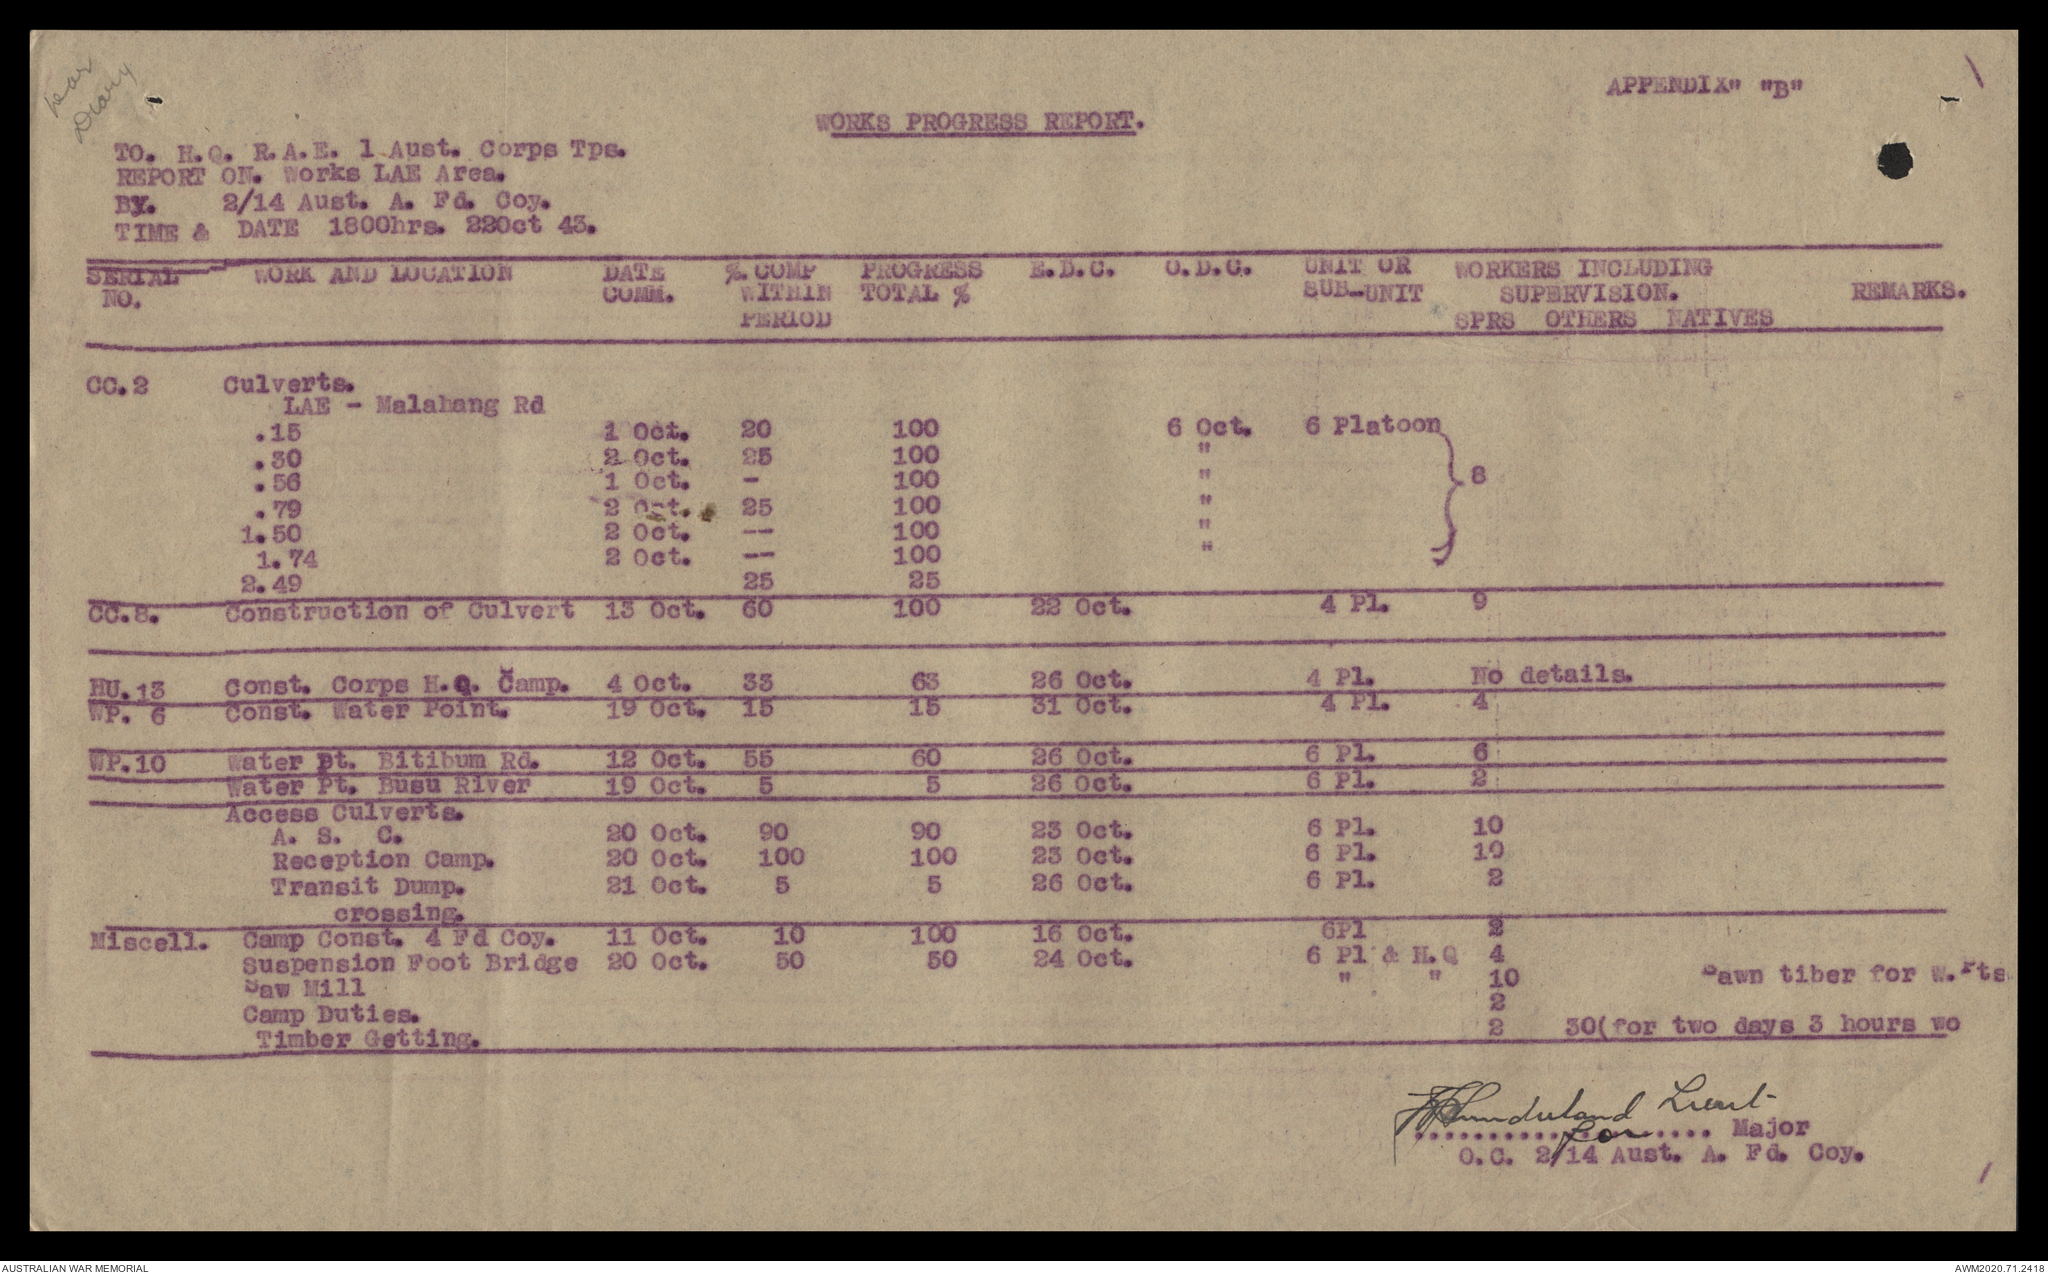 War
Diary
APPENDIX" "B"
WORKS PROGRESS REPORT.
TO. H.Q. R.A.E. 1 Aust. Corps Tps.
REPORT ON. Works LAE Area.
BY. 2/14 Aust. A. Fd. Coy.
TIME & DATE 1800hrs. 22Oct 43.
SERIAL WORK AND LOCATION DATE %. COMP PROGRESS E.D.C. O.D.C. UNIT OR WORKERS INCLUDING
NO. COMM. WITHIN TOTAL % SUB-UNIT SUPERVISION. REMARKS.
PERIOD SPRS OTHERS NATIVES
CC.2 Culverts.
LAE - Malahang Rd
.15 1 Oct. 20 100 6 Oct. 6 Platoon
.30 2 Oct. 25 100 "
.56 1 Oct. - 100 " 8
.79 2 Oct. 25 100 "
1.50 2 Oct. -- 100 "
1.74 2 Oct. -- 100 "
2.49 25 25
CC.8. Construction of Culvert 13 Oct. 60 100 22 Oct. 4 Pl. 9
HU.13 Const. Corps H.Q. Camp. 4 Oct. 33 63 26 Oct. 4 Pl. No details.
WP. 6 Const. Water Point. 19 Oct. 15 15 31 Oct. 4 Pl. 4
WP.10 Water Pt. Bitibum Rd. 12 Oct. 55 60 26 Oct. 6 Pl. 6
Water Pt. Busu River 19 Oct. 5 5 26 Oct. 6 Pl. 2
Access Culverts.
A. S. C. 20 Oct. 90 90 23 Oct. 6 Pl. 10
Reception Camp. 20 Oct. 100 100 23 Oct. 6 Pl. 10
Transit Dump. 21 Oct. 5 5 26 Oct. 6 Pl. 2
crossing.
Miscell. Camp Const. 4 Fd Coy. 11 Oct. 10 100 16 Oct. 6Pl 2
Suspension Foot Bridge 20 Oct. 50 50 24 Oct. 6 Pl & H.Q 4
Saw Mill " " 10 Sawn tiber for W.Pts
Camp Duties. 2
Timber Getting. 2 30(for two days 3 hours wo
Sunderland Lieut
for .................... Major
O.C. 2/14 Aust. A. Fd. Coy.
AUSTRALIAN WAR MEMORIAL AWM2020.71.2418